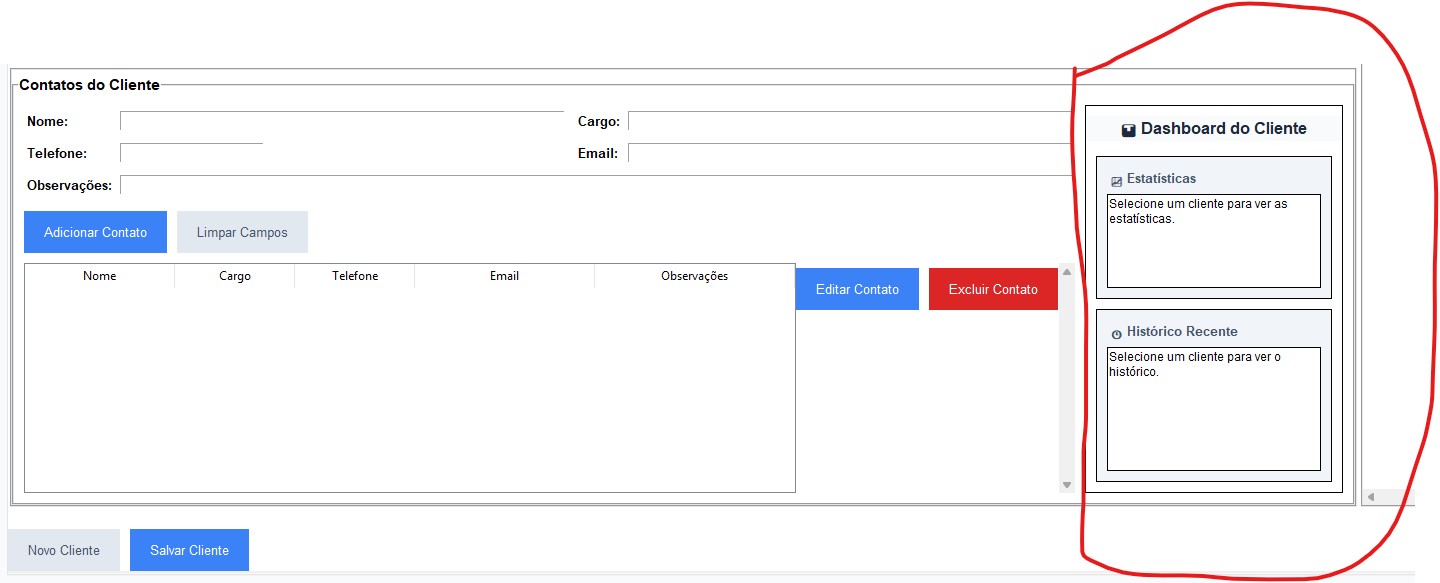 Contatos do Cliente
Nome:
Cargo:
Telefone:
Email:
Observações:
Adicionar Contato
Limpar Campos
Nome Cargo Telefone Email Observações
Editar Contato
Excluir Contato
Dashboard do Cliente
Estatísticas
Selecione um cliente para ver as
estatísticas.
Histórico Recente
Selecione um cliente para ver o
histórico.
Novo Cliente
Salvar Cliente